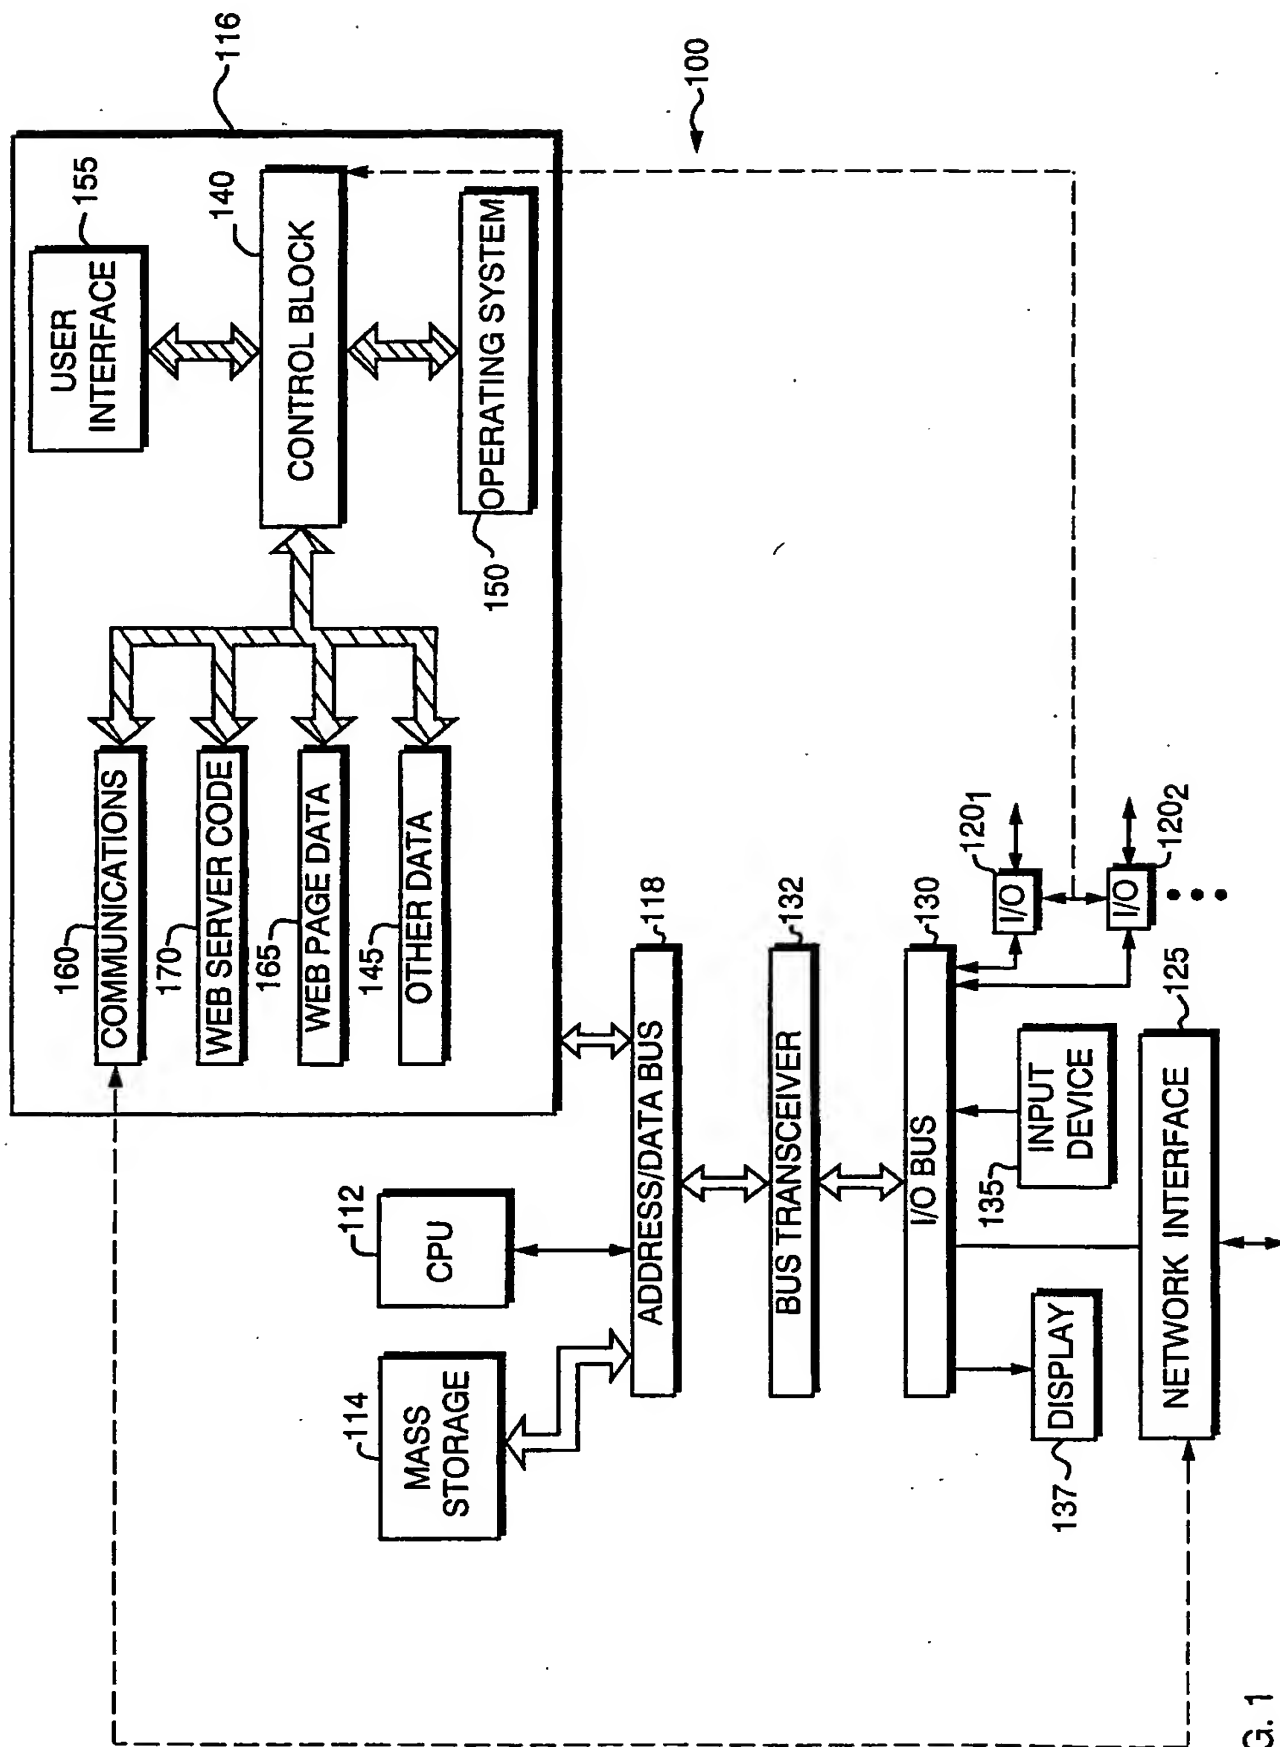 116
USER
INTERFACE
155
140
CONTROL BLOCK
OPERATING SYSTEM
150
160
COMMUNICATIONS
170
WEB SERVER CODE
165
WEB PAGE DATA
145
OTHER DATA
100
114
MASS
STORAGE
112
CPU
ADDRESS/DATA BUS
118
BUS TRANSCEIVER
132
I/O BUS
130
I/O
120₁
I/O
120₂
137
DISPLAY
135
INPUT
DEVICE
NETWORK INTERFACE
125
G. 1